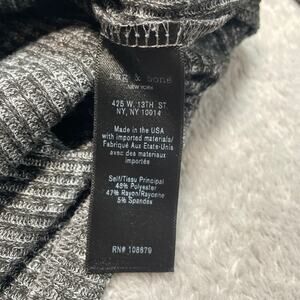 rag & bone
NEW YORK
425 W. 13TH ST.
NY, NY 10014
Made in the USA
with imported materials/
Fabriqué Aux Etats-Unis
avec des materiaux
importés
Self/Tissu Principal
48% Polyester
47% Rayon/Rayonne
5% Spandex
RN# 108879